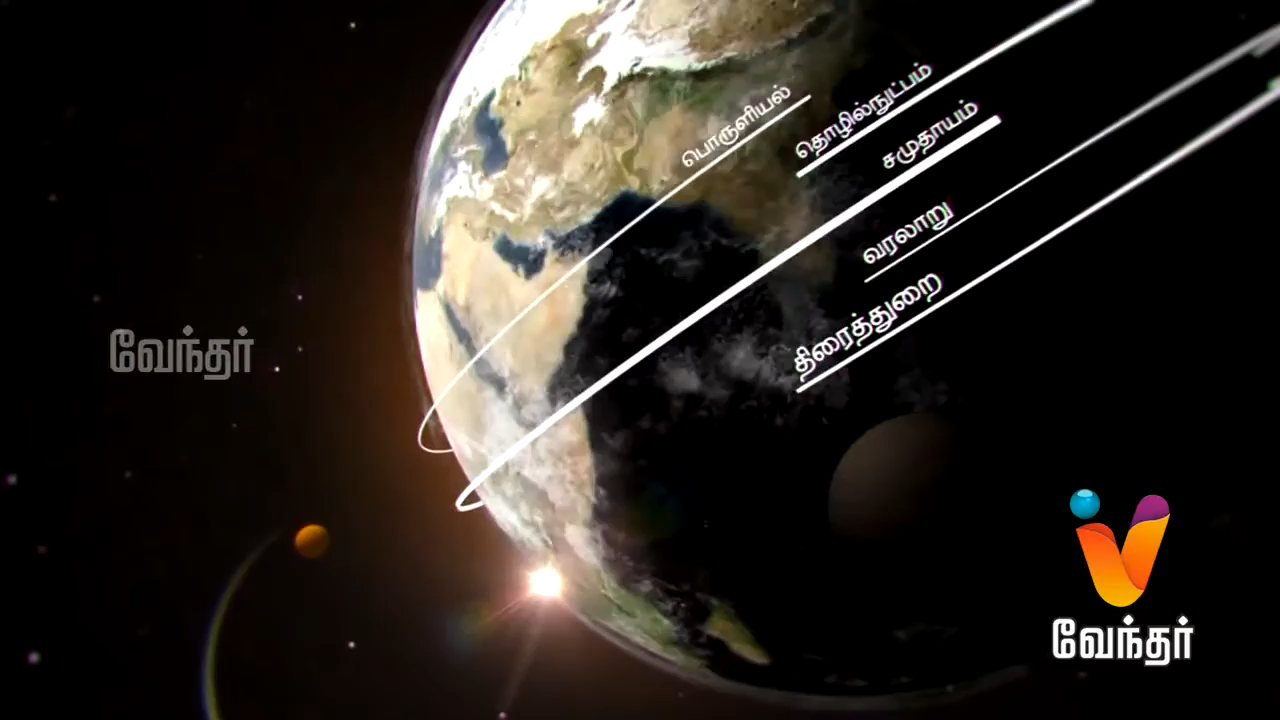 பொருளியல்
தொழில்நுட்பம்
சமுதாயம்
வரலாறு
திரைத்துறை
வேந்தர்
வேந்தர்